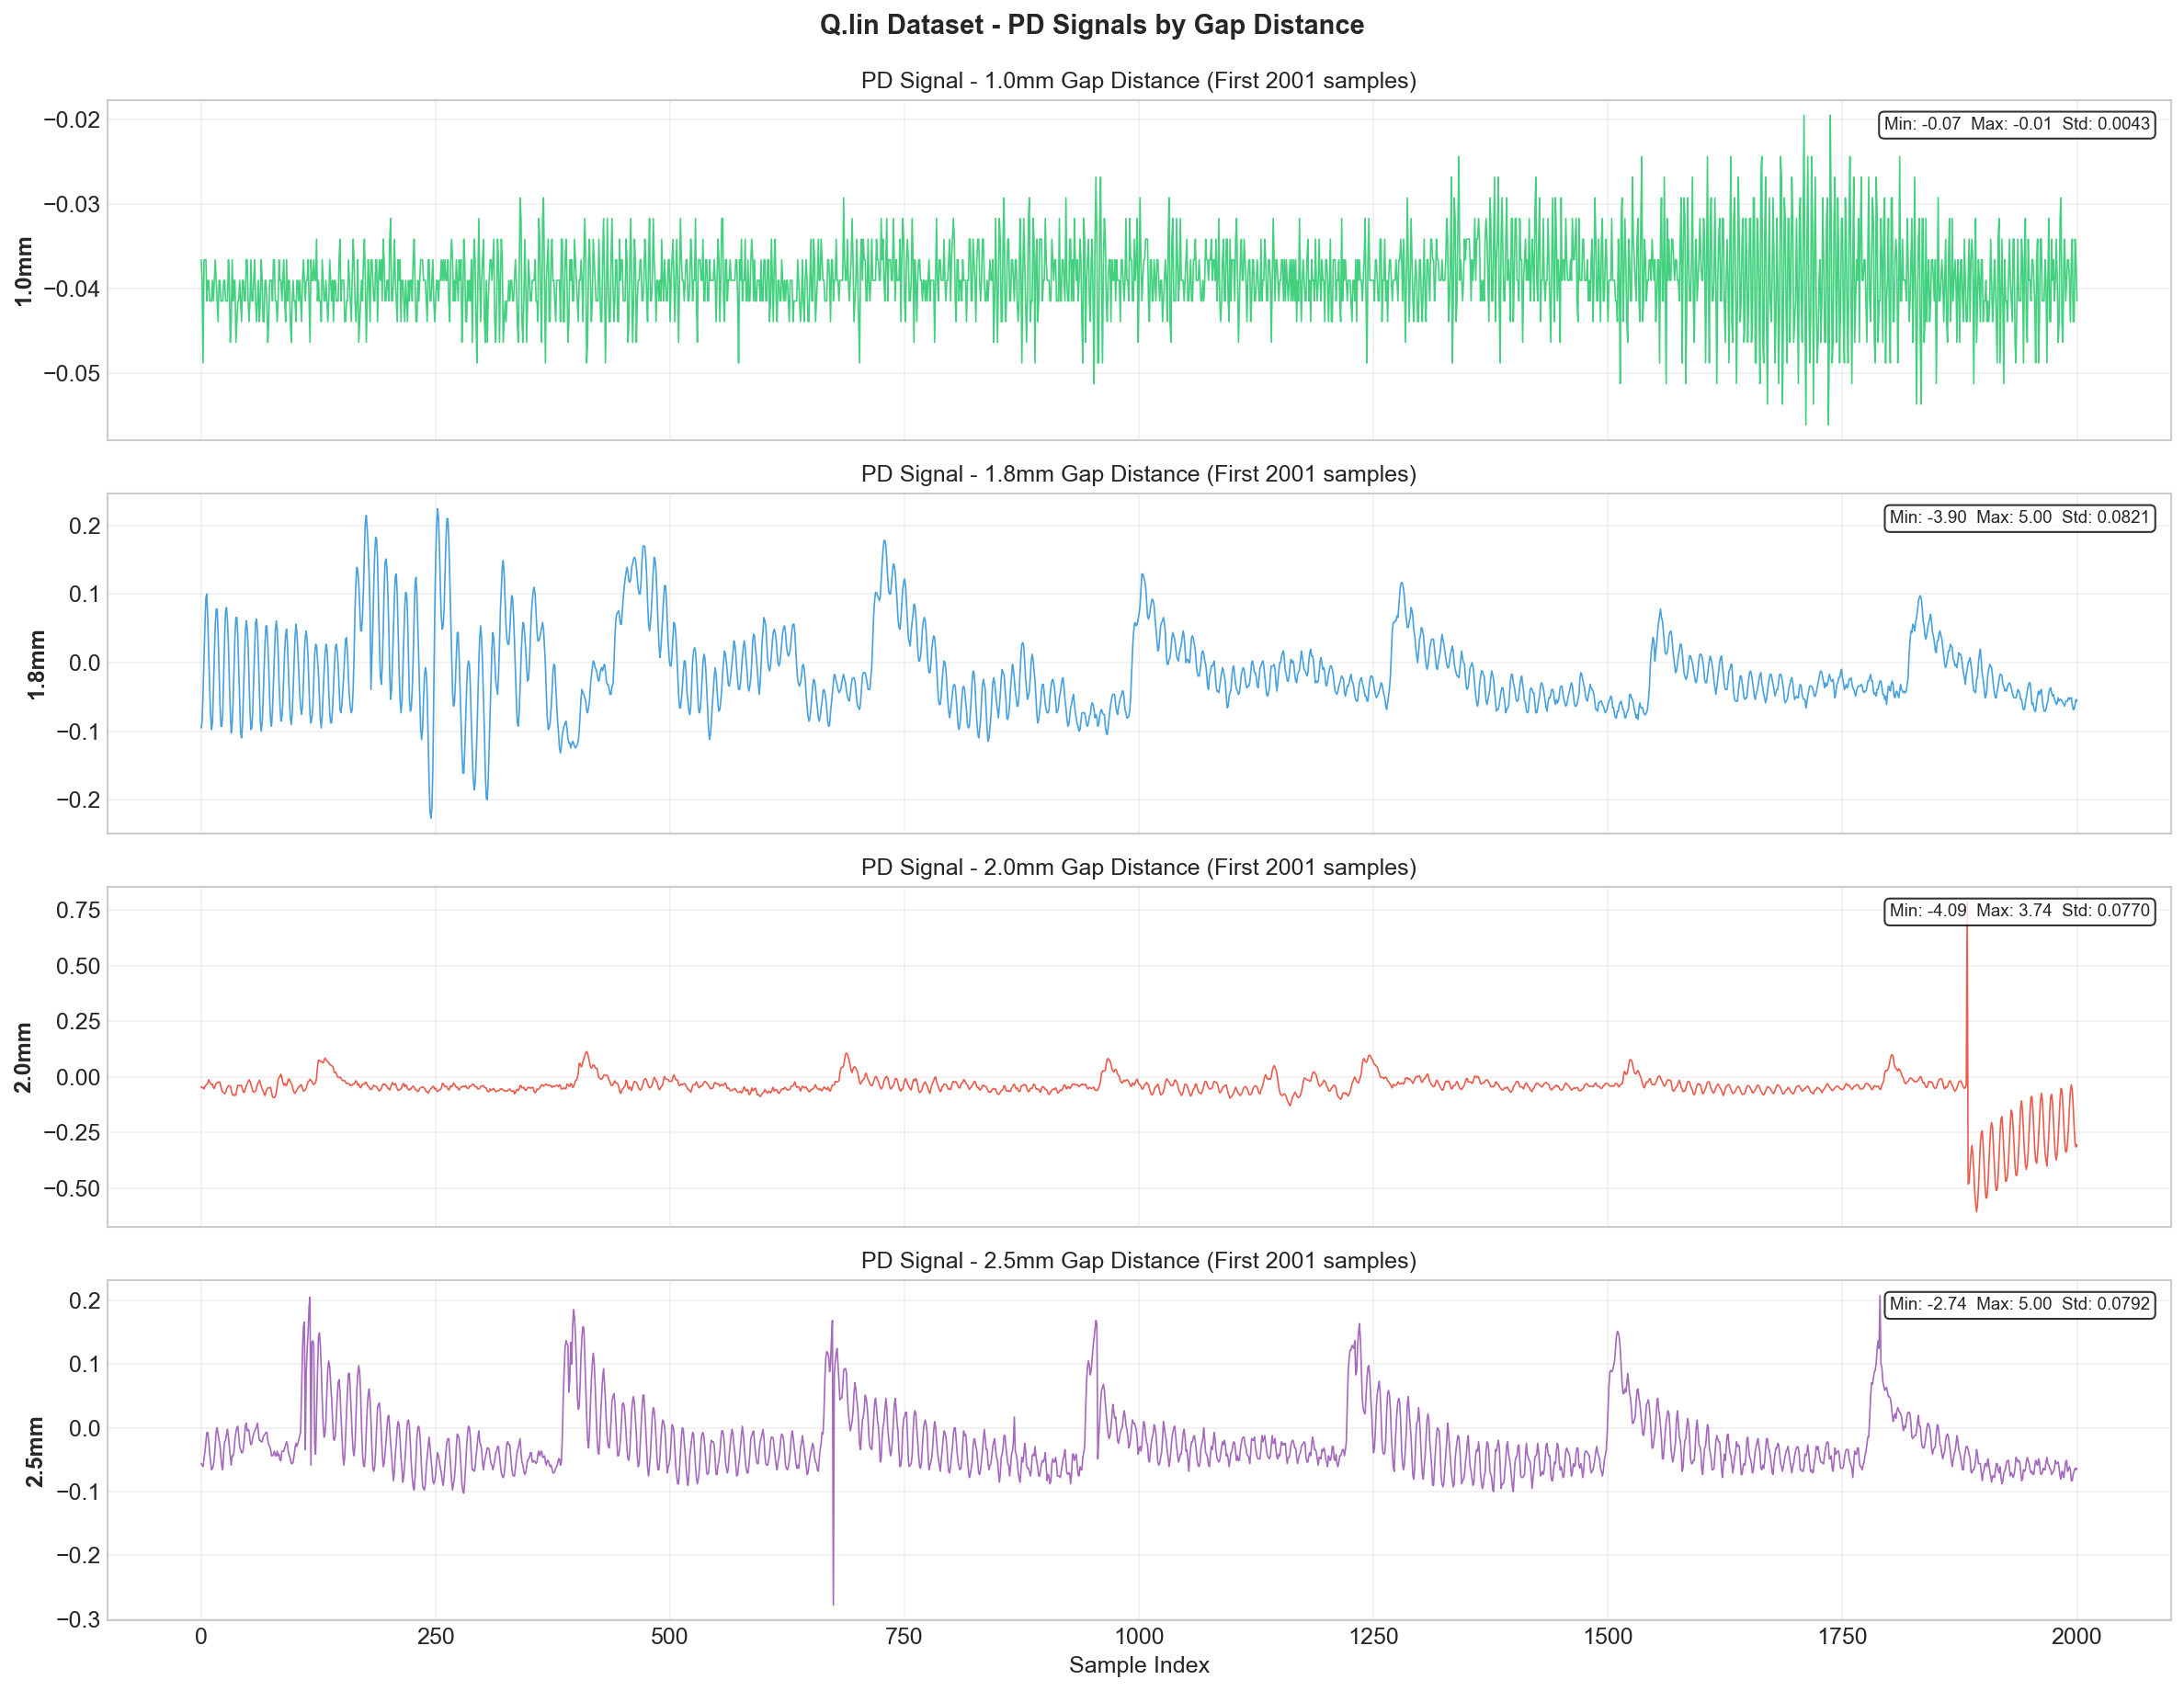 Q.lin Dataset - PD Signals by Gap Distance
PD Signal - 1.0mm Gap Distance (First 2001 samples)
Min: -0.07  Max: -0.01  Std: 0.0043
1.0mm
−0.02
−0.03
−0.04
−0.05
PD Signal - 1.8mm Gap Distance (First 2001 samples)
Min: -3.90  Max: 5.00  Std: 0.0821
1.8mm
0.2
0.1
0.0
−0.1
−0.2
PD Signal - 2.0mm Gap Distance (First 2001 samples)
Min: -4.09  Max: 3.74  Std: 0.0770
2.0mm
0.75
0.50
0.25
0.00
−0.25
−0.50
PD Signal - 2.5mm Gap Distance (First 2001 samples)
Min: -2.74  Max: 5.00  Std: 0.0792
2.5mm
0.2
0.1
0.0
−0.1
−0.2
−0.3
0 250 500 750 1000 1250 1500 1750 2000
Sample Index